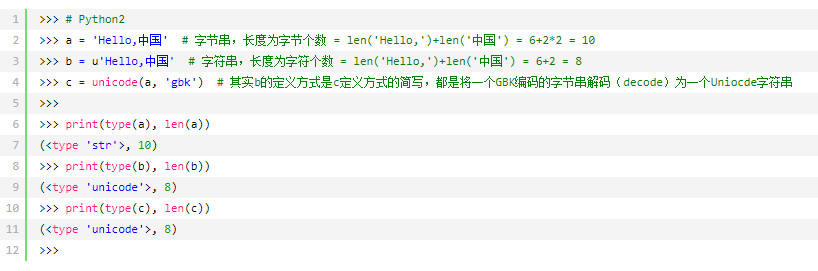 1 >>> # Python2
2 >>> a = 'Hello,中国'  # 字节串，长度为字节个数 = len('Hello,')+len('中国') = 6+2*2 = 10
3 >>> b = u'Hello,中国'  # 字符串，长度为字符个数 = len('Hello,')+len('中国') = 6+2 = 8
4 >>> c = unicode(a, 'gbk')  # 其实b的定义方式是c定义方式的简写，都是将一个GBK编码的字节串解码（decode）为一个Uniocde字符串
5 >>>
6 >>> print(type(a), len(a))
7 (<type 'str'>, 10)
8 >>> print(type(b), len(b))
9 (<type 'unicode'>, 8)
10 >>> print(type(c), len(c))
11 (<type 'unicode'>, 8)
12 >>>